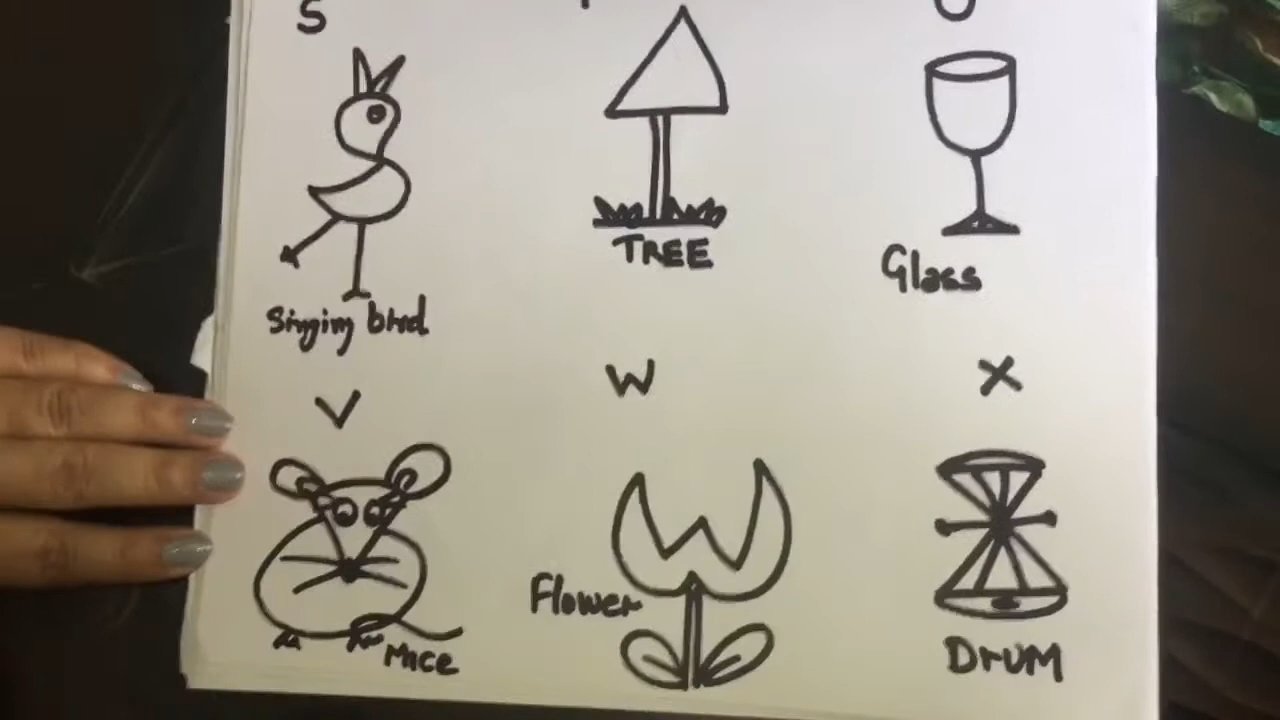 S U
TREE
Glass
Singing bird
V W X
Flower
Mice
Drum